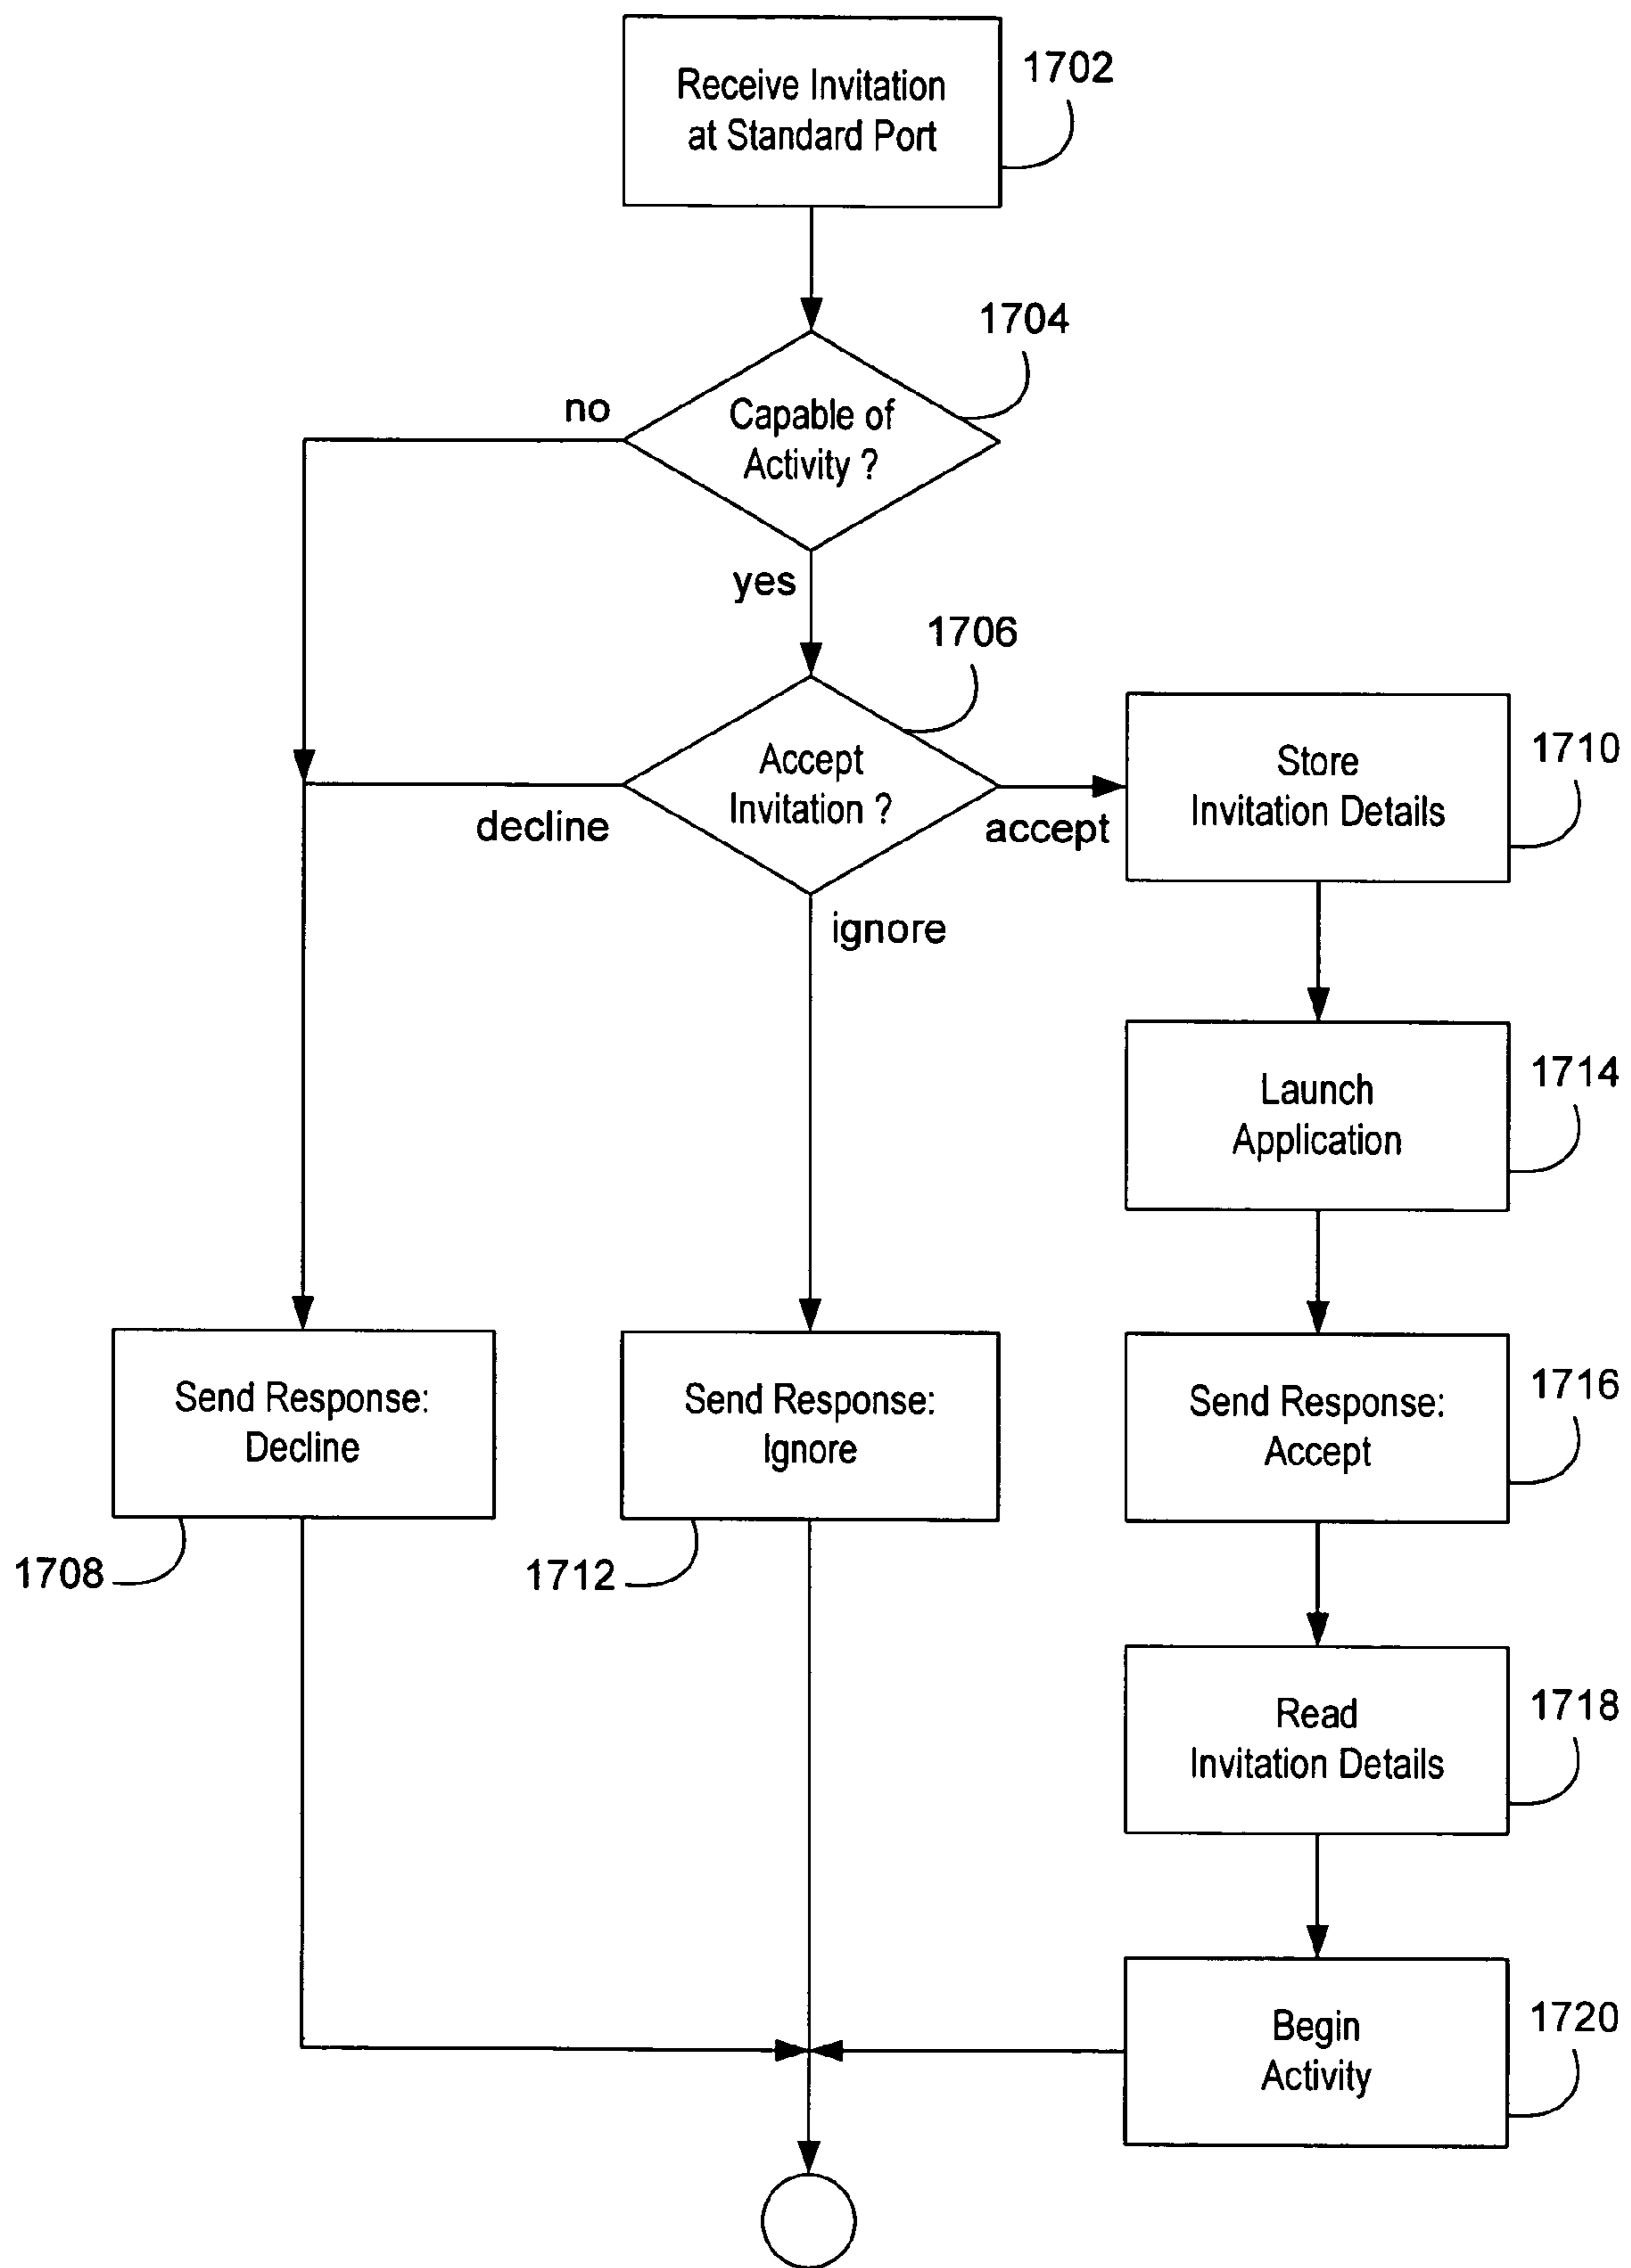 Receive Invitation
at Standard Port
1702
1704
Capable of
Activity ?
no
yes
1706
Accept
Invitation ?
decline
accept
ignore
Store
Invitation Details
1710
Launch
Application
1714
Send Response:
Decline
1708
Send Response:
Ignore
1712
Send Response:
Accept
1716
Read
Invitation Details
1718
Begin
Activity
1720